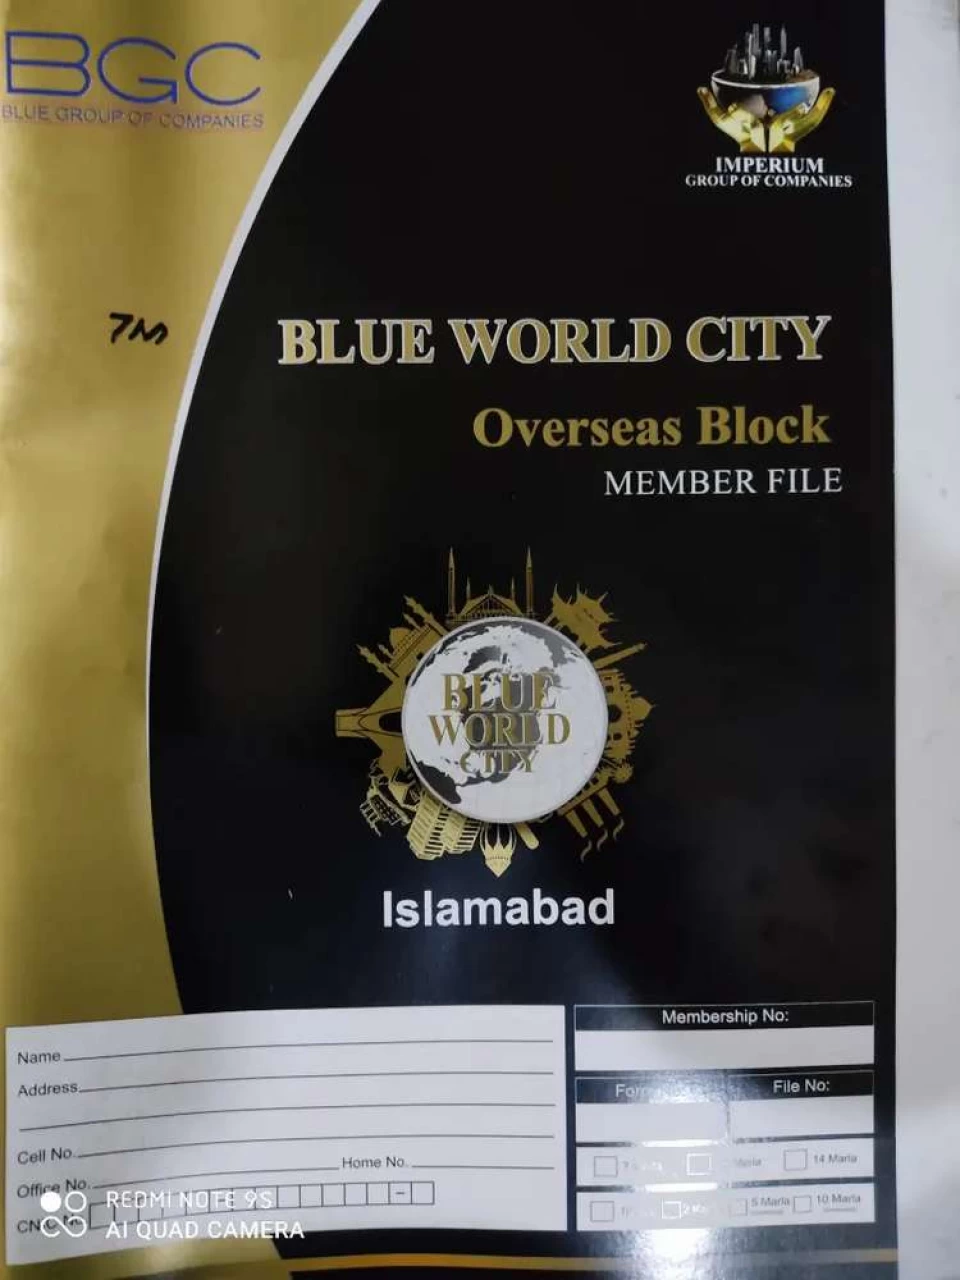 BGC
BLUE GROUP OF COMPANIES
IMPERIUM
GROUP OF COMPANIES
7M
BLUE WORLD CITY
Overseas Block
MEMBER FILE
BLUE
WORLD
CITY
Islamabad
Name
Address
Cell No.
Home No.
Office No.
Membership No:
File No:
14 Marla
5 Marla
10 Marla
REDMI NOTE 9S
AI QUAD CAMERA